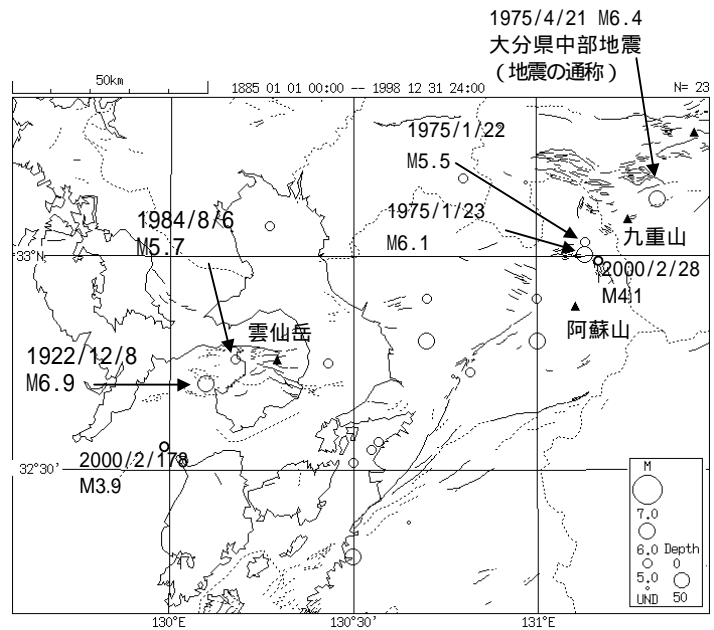 1975/4/21 M6.4
大分県中部地震
(地震の通称)
50km
1885 01 01 00:00 -- 1998 12 31 24:00
N= 23
1975/1/22
M5.5
1984/8/6
M5.7
1975/1/23
M6.1
九重山
33°N
2000/2/28
M4.1
阿蘇山
雲仙岳
1922/12/8
M6.9
2000/2/17
M3.9
32°30'
M
7.0
6.0
5.0
UND
Depth
0
50
130°E
130°30'
131°E